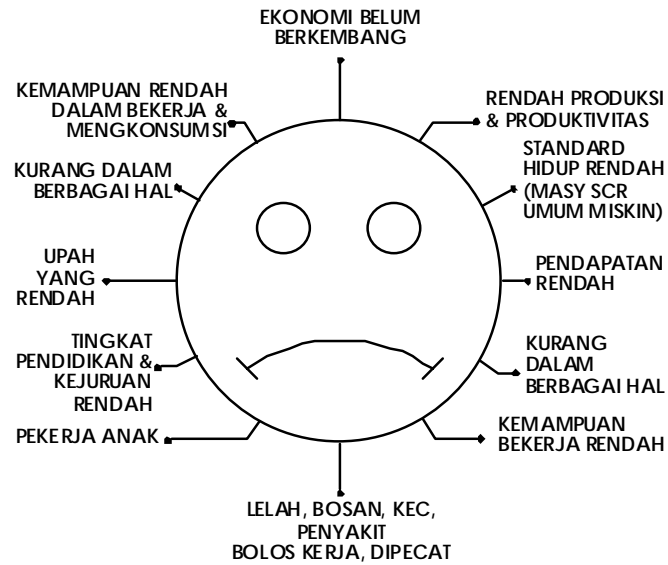 EKONOMI BELUM
BERKEMBANG
RENDAH PRODUKSI
& PRODUKTIVITAS
STANDARD
HIDUP RENDAH
(MASY SCR
UMUM MISKIN)
PENDAPATAN
RENDAH
KURANG
DALAM
BERBAGAI HAL
KEMAMPUAN
BEKERJA RENDAH
LELAH, BOSAN, KEC,
PENYAKIT
BOLOS KERJA, DIPECAT
PEKERJA ANAK
TINGKAT
PENDIDIKAN &
KEJURUAN
RENDAH
UPAH
YANG
RENDAH
KURANG DALAM
BERBAGAI HAL
KEMAMPUAN RENDAH
DALAM BEKERJA &
MENGKONSUMSI